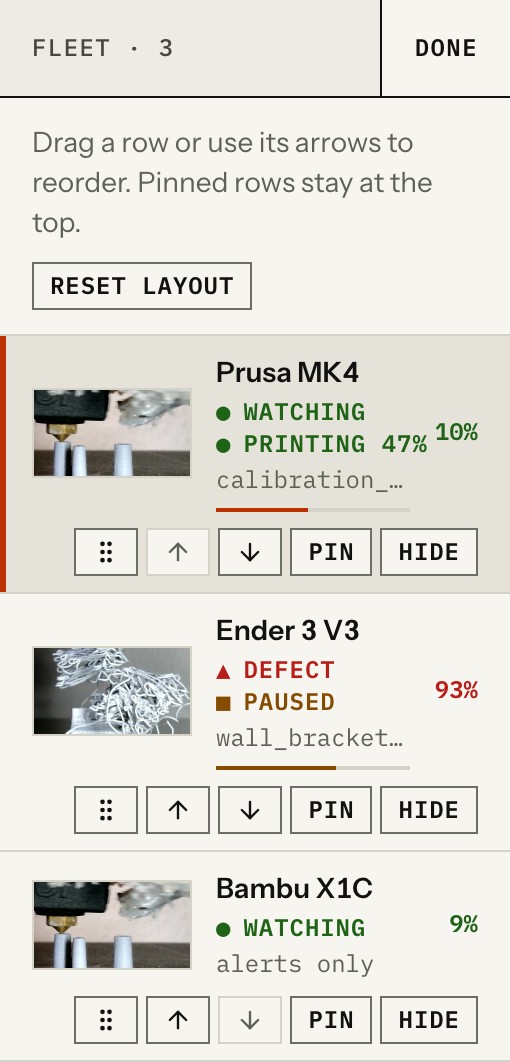 FLEET · 3
DONE
Drag a row or use its arrows to
reorder. Pinned rows stay at the
top.
RESET LAYOUT
Prusa MK4
● WATCHING
● PRINTING 47%
10%
calibration_…
PIN
HIDE
Ender 3 V3
▲ DEFECT
■ PAUSED
93%
wall_bracket…
PIN
HIDE
Bambu X1C
● WATCHING
9%
alerts only
PIN
HIDE